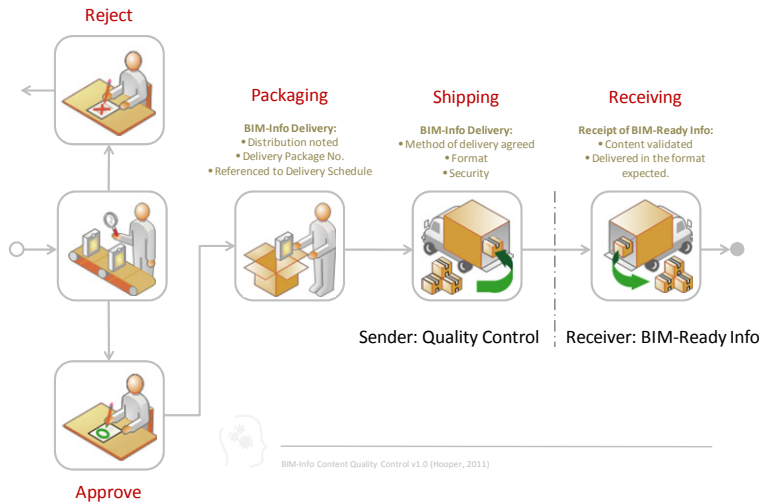 Reject
Packaging
Shipping
Receiving
BIM-Info Delivery:
• Distribution noted
• Delivery Package No.
• Referenced to Delivery Schedule
BIM-Info Delivery:
• Method of delivery agreed
• Format
• Security
Receipt of BIM-Ready Info:
• Content validated
• Delivered in the format
expected.
Sender: Quality Control
Receiver: BIM-Ready Info
BIM-Info Content Quality Control v1.0 (Hooper, 2011)
Approve